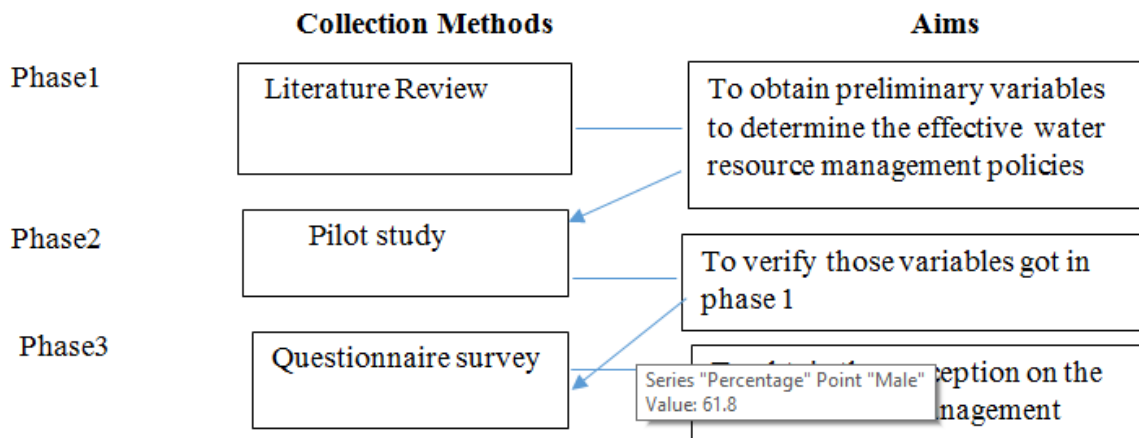 Collection Methods
Aims
Phase1
Literature Review
To obtain preliminary variables
to determine the effective water
resource management policies
Phase2
Pilot study
To verify those variables got in
phase 1
Phase3
Questionnaire survey
Series "Percentage" Point "Male"
Value: 61.8
on the